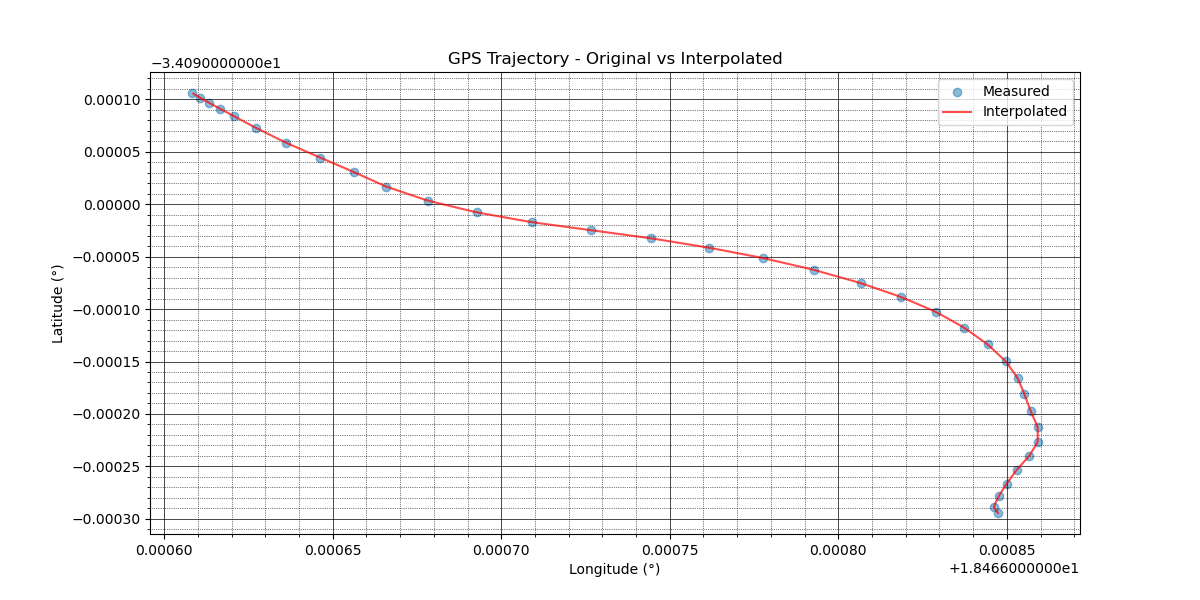 GPS Trajectory - Original vs Interpolated
−3.4090000000e1
Measured
Interpolated
0.00010
0.00005
0.00000
−0.00005
−0.00010
−0.00015
−0.00020
−0.00025
−0.00030
Latitude (°)
0.00060 0.00065 0.00070 0.00075 0.00080 0.00085
Longitude (°)
+1.8466000000e1